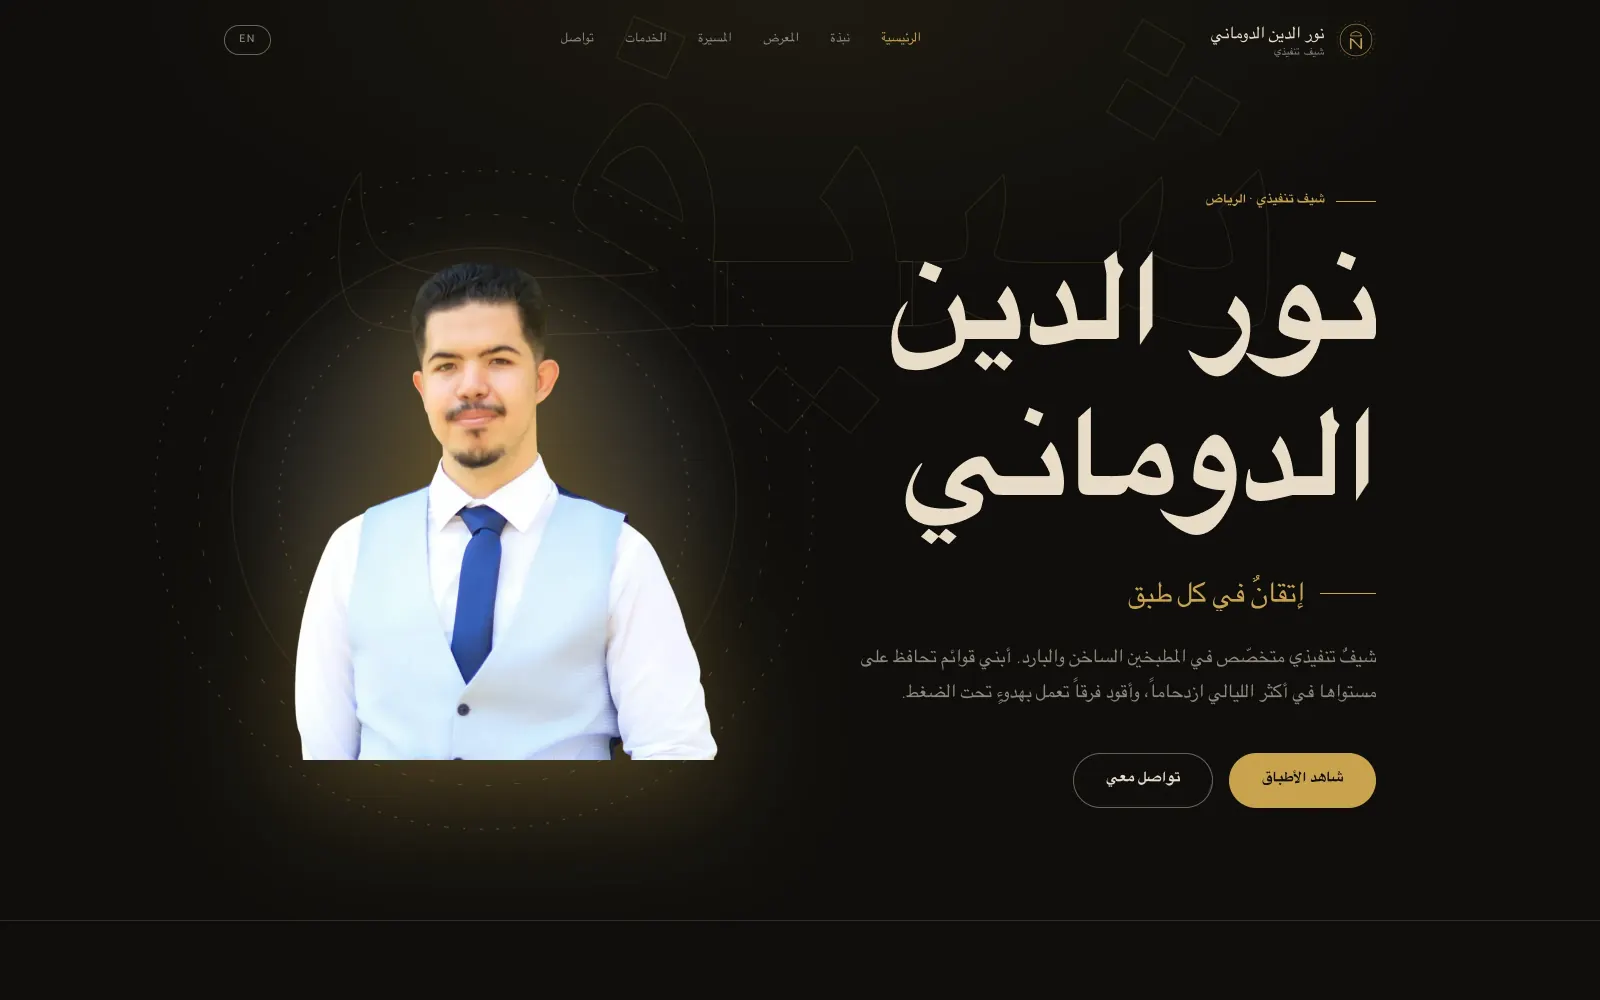 نور الدين الدوماني
شيف تنفيذي
الرئيسية
نبذة
المعرض
المسيرة
الخدمات
تواصل
EN
شيف
شيف تنفيذي · الرياض
نور الدين
الدوماني
إتقانٌ في كل طبق
شيفٌ تنفيذي متخصّص في المطبخين الساخن والبارد. أبني قوائم تحافظ على
مستواها في أكثر الليالي ازدحاماً، وأقود فرقاً تعمل بهدوءٍ تحت الضغط.
شاهد الأطباق
تواصل معي